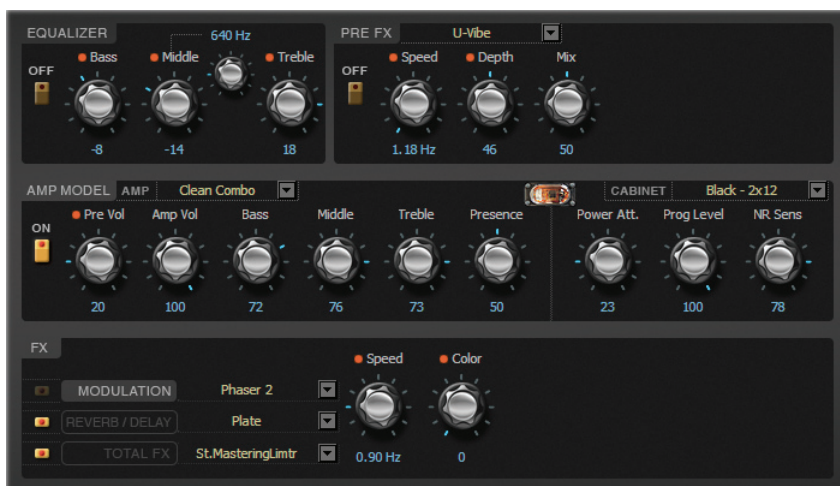 EQUALIZER
640 Hz
OFF
Bass
Middle
Treble
-8
-14
18
PRE FX
U-Vibe
OFF
Speed
Depth
Mix
1.18 Hz
46
50
AMP MODEL AMP Clean Combo
CABINET Black - 2x12
ON
Pre Vol
Amp Vol
Bass
Middle
Treble
Presence
Power Att.
Prog Level
NR Sens
20
100
72
76
73
50
23
100
78
FX
Speed
Color
MODULATION Phaser 2
REVERB / DELAY Plate
TOTAL FX St.MasteringLimtr
0.90 Hz
0